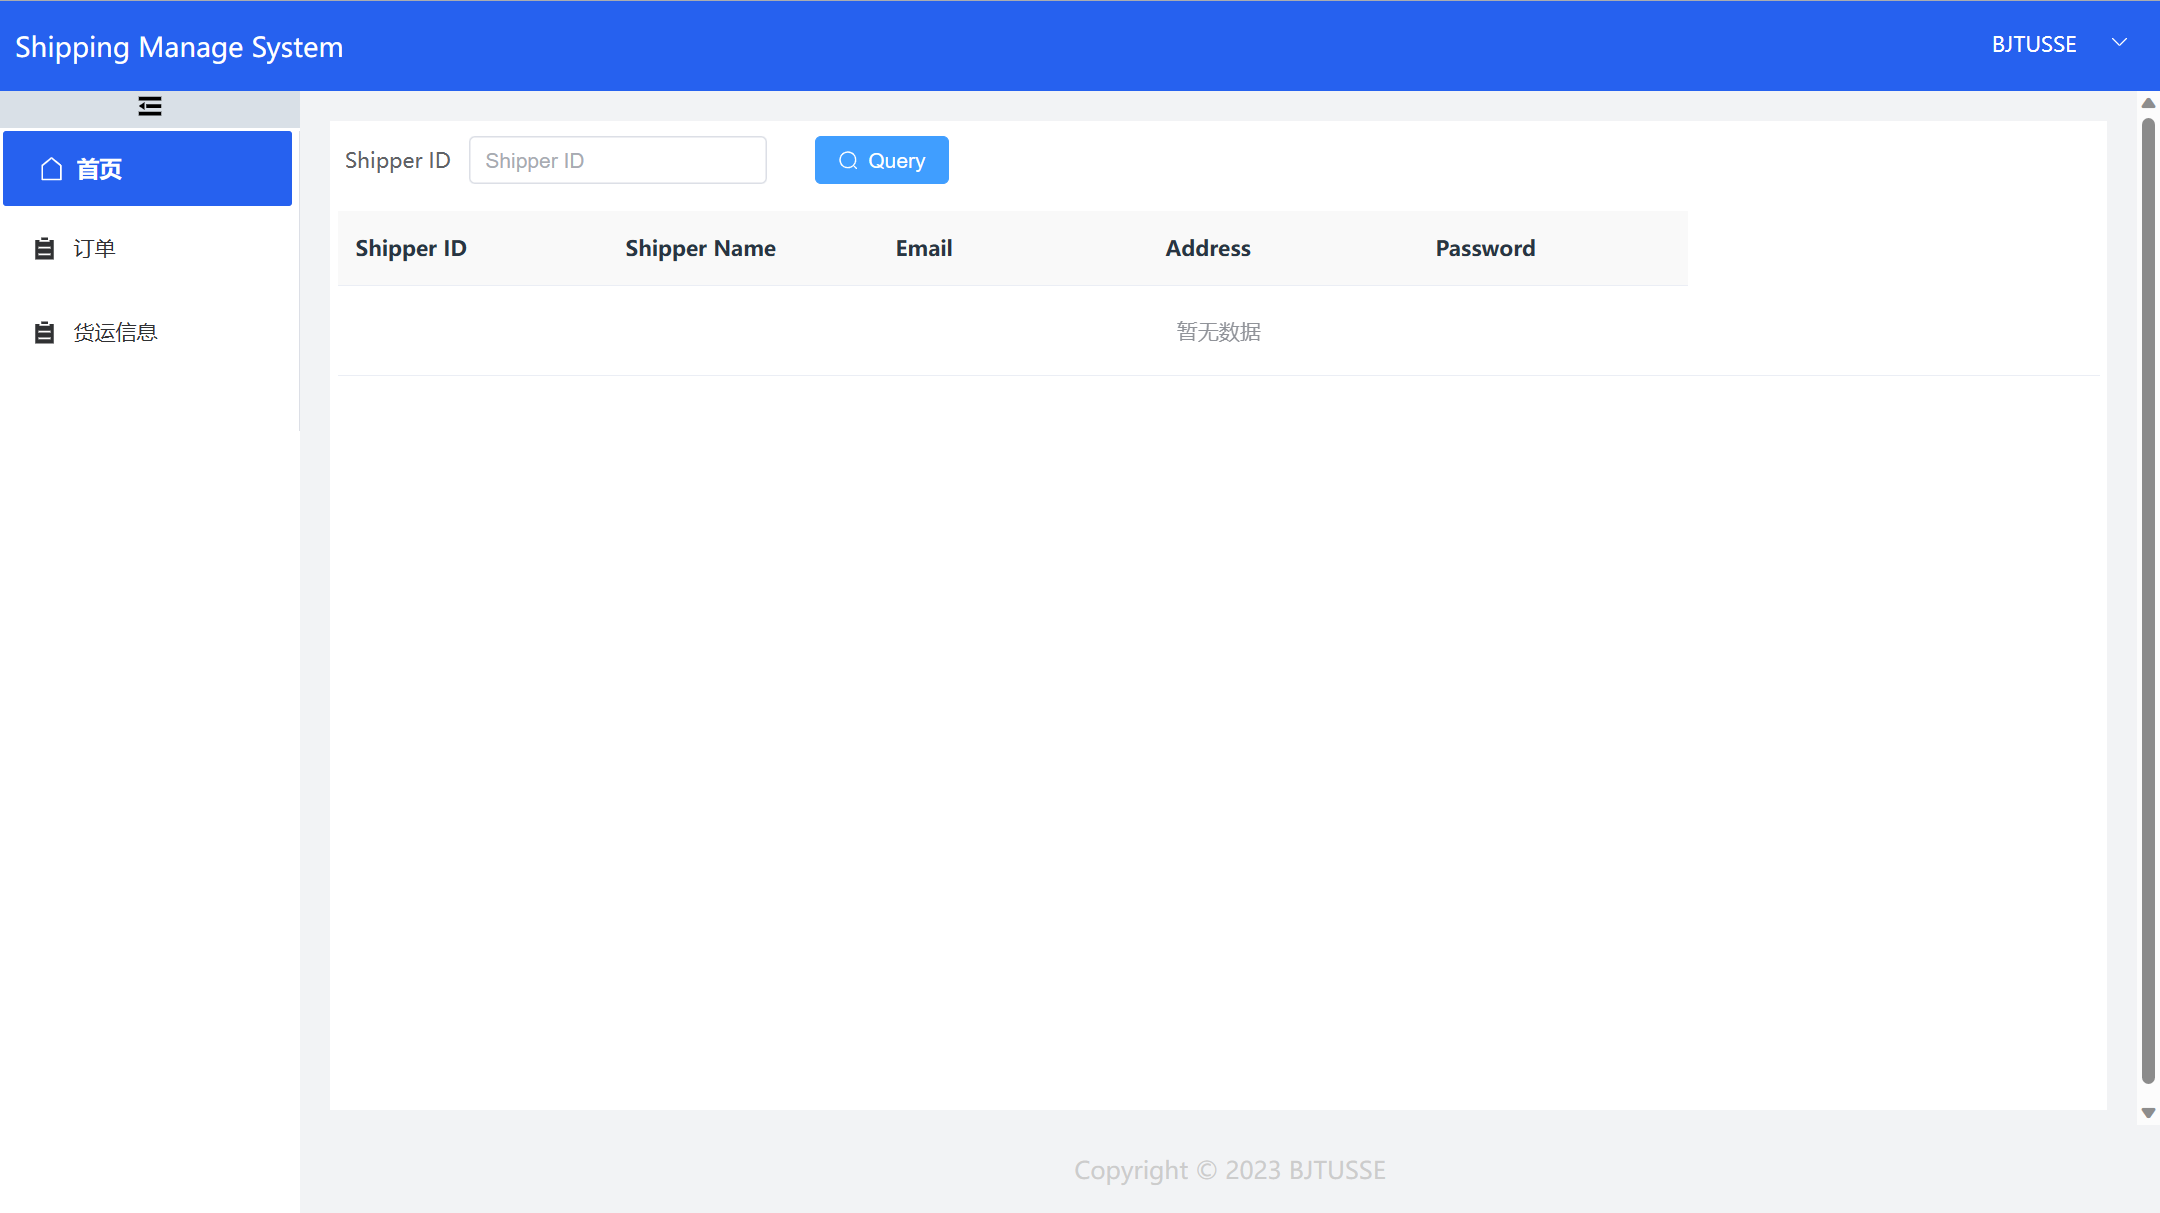 Shipping Manage System
BJTUSSE
首页
订单
货运信息
Shipper ID
Shipper ID
Query
Shipper ID Shipper Name Email Address Password
暂无数据
Copyright © 2023 BJTUSSE